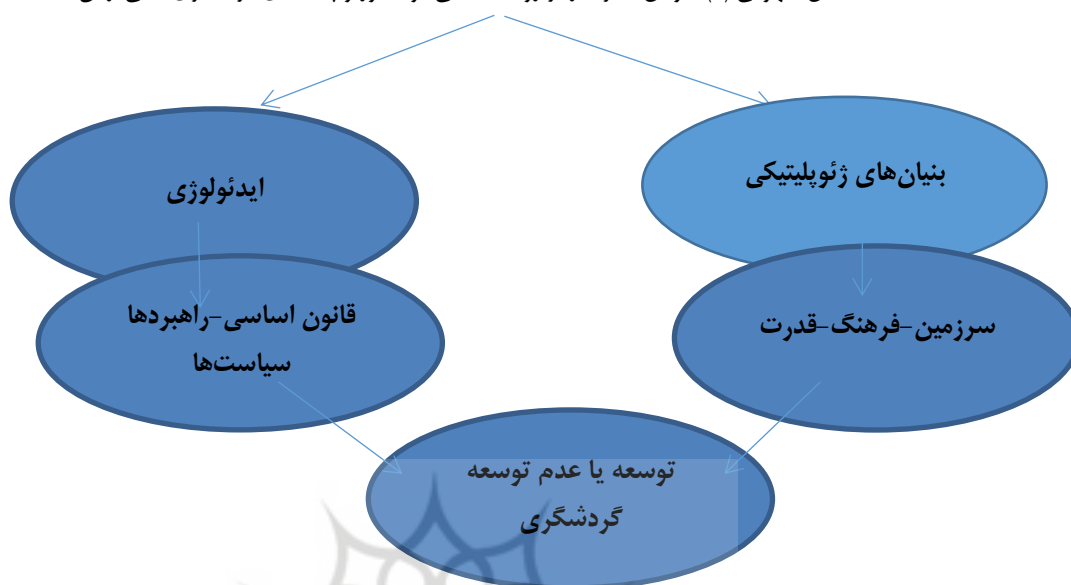 بنیان‌های ژئوپلیتیکی
ایدئولوژی
سرزمین-فرهنگ-قدرت
قانون اساسی-راهبردها
سیاست‌ها
توسعه یا عدم توسعه
گردشگری